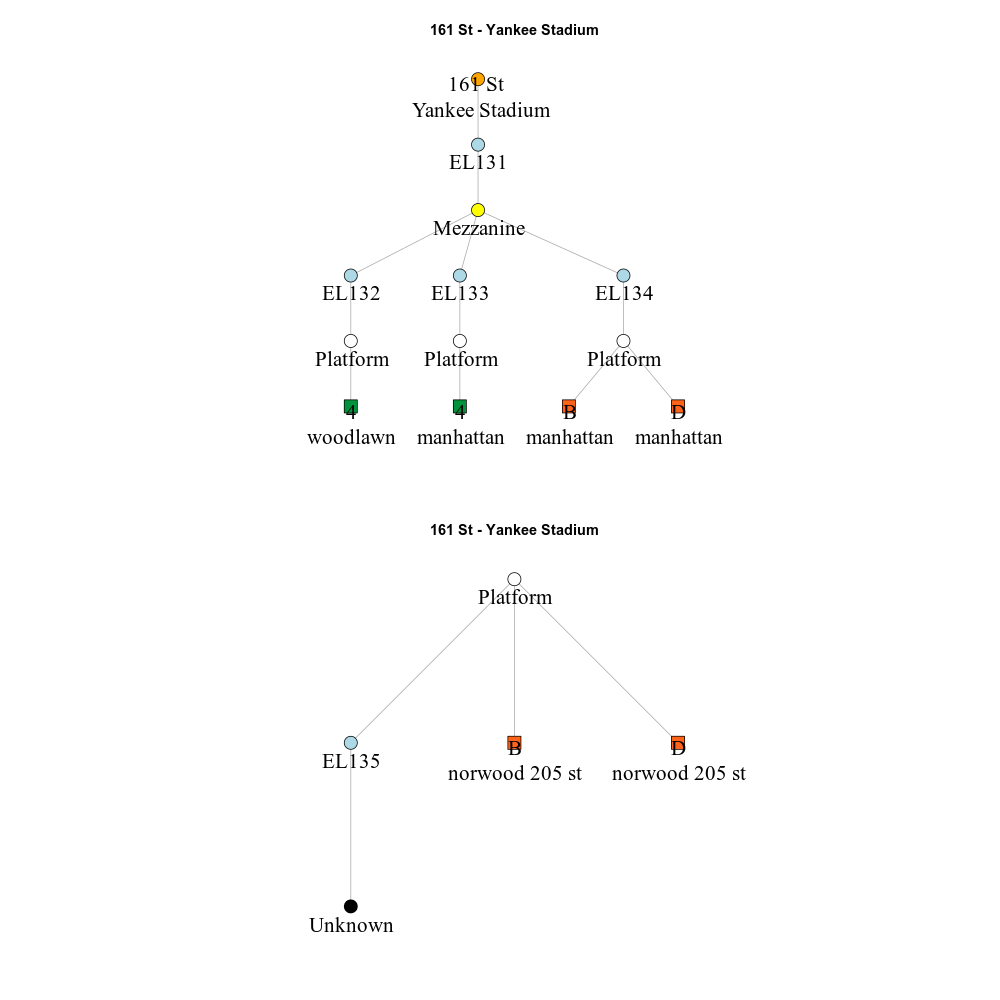 161 St - Yankee Stadium
161 St
Yankee Stadium
EL131
Mezzanine
EL132 EL133 EL134
Platform Platform Platform
4 4 B D
woodlawn manhattan manhattan manhattan
161 St - Yankee Stadium
Platform
B D
EL135
norwood 205 st norwood 205 st
Unknown